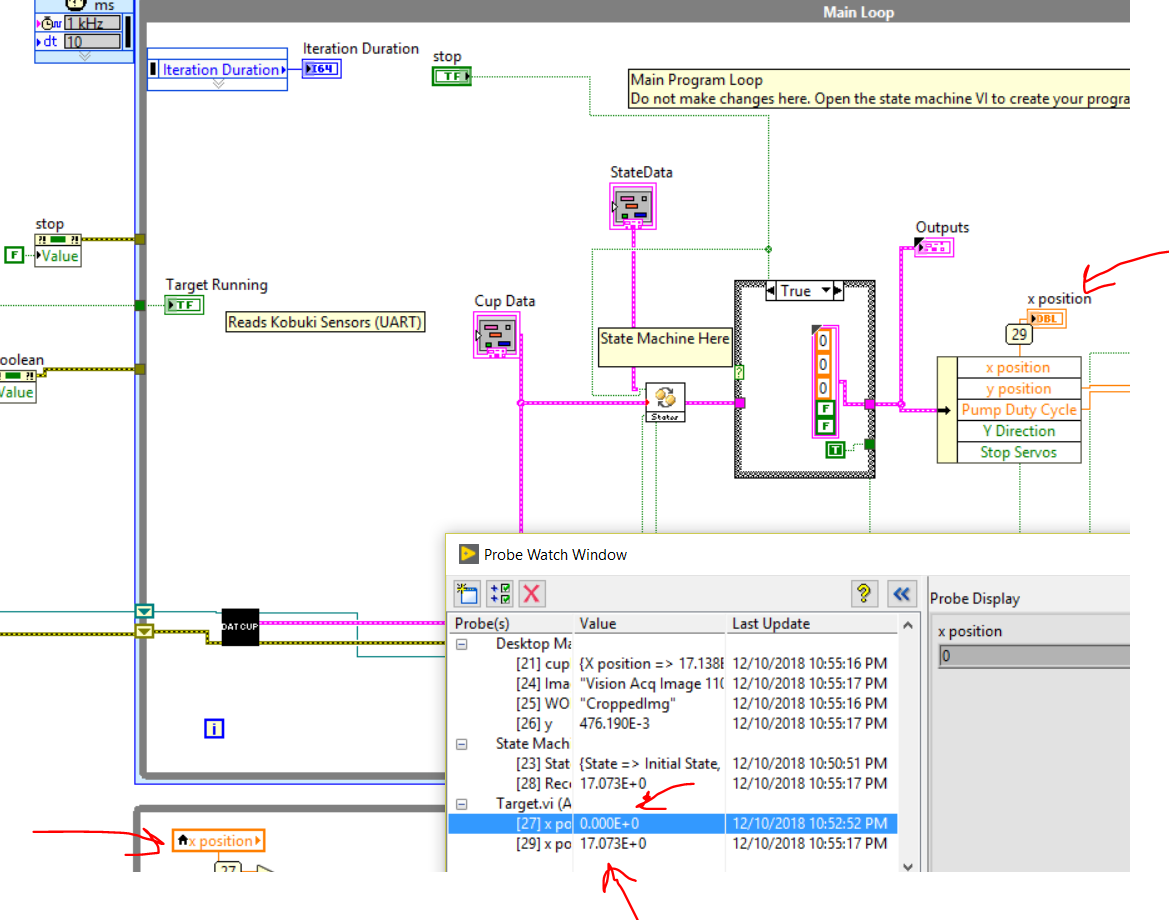 Main Loop
ms
1 kHz
dt 10
Iteration Duration
Iteration Duration
I64
stop
TF
Main Program Loop
Do not make changes here. Open the state machine VI to create your progra
StateData
stop
F
Value
Target Running
TF
Reads Kobuki Sensors (UART)
Cup Data
State Machine Here
States
True
0
0
0
F
F
T
?
Outputs
x position
DBL
29
x position
y position
Pump Duty Cycle
Y Direction
Stop Servos
oolean
Value
DAT CUP
i
x position
27
Probe Watch Window
Probe(s) Value Last Update
Desktop Ma
[21] cup {X position => 17.138E 12/10/2018 10:55:16 PM
[24] Ima "Vision Acq Image 110 12/10/2018 10:55:17 PM
[25] WO "CroppedImg" 12/10/2018 10:55:16 PM
[26] y 476.190E-3 12/10/2018 10:55:17 PM
State Mach
[23] Stat {State => Initial State, 12/10/2018 10:50:51 PM
[28] Rec 17.073E+0 12/10/2018 10:55:17 PM
Target.vi (A
[27] x po 0.000E+0 12/10/2018 10:52:52 PM
[29] x po 17.073E+0 12/10/2018 10:55:17 PM
Probe Display
x position
0